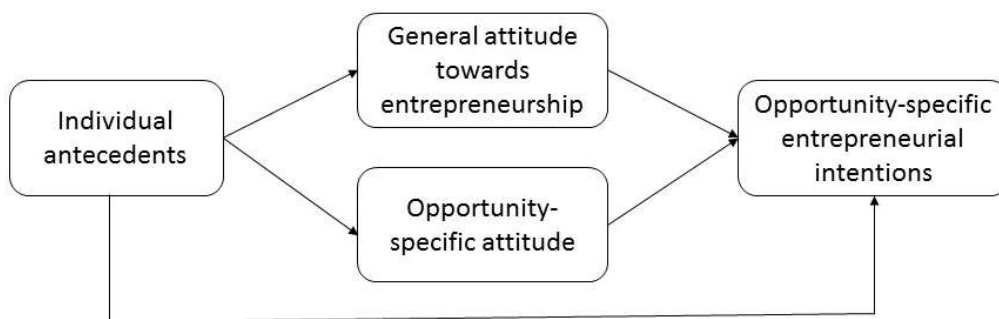 General attitude
towards
entrepreneurship
Individual
antecedents
Opportunity-specific
entrepreneurial
intentions
Opportunity-
specific attitude